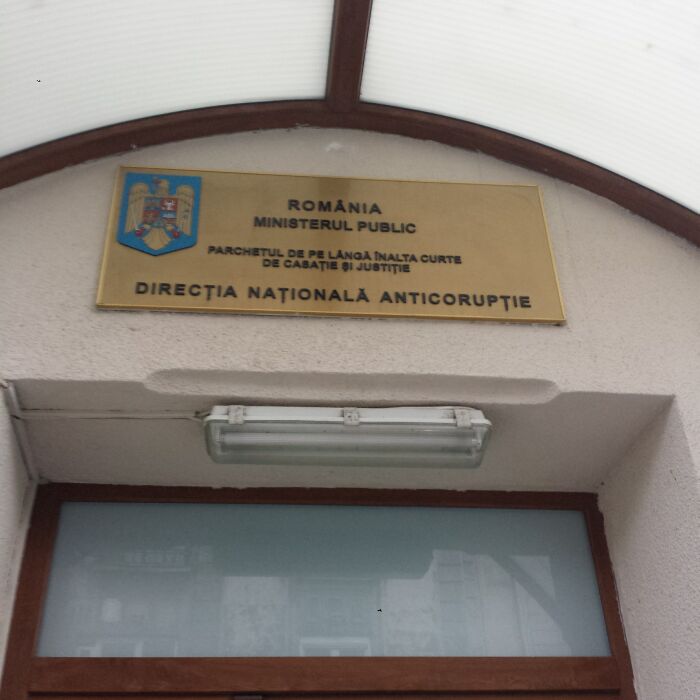 ROMÂNIA
MINISTERUL PUBLIC
PARCHETUL DE PE LÂNGĂ ÎNALTA CURTE
DE CASAȚIE ȘI JUSTIȚIE
DIRECȚIA NAȚIONALĂ ANTICORUPȚIE